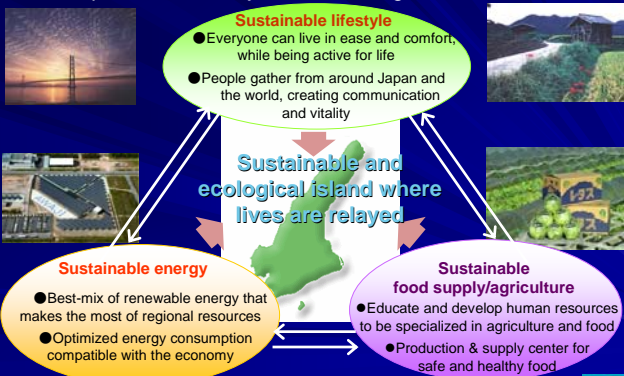 Sustainable lifestyle
●Everyone can live in ease and comfort,
while being active for life
●People gather from around Japan and
the world, creating communication
and vitality
Sustainable and
ecological island where
lives are relayed
AWAJI
レタス
Sustainable energy
●Best-mix of renewable energy that
makes the most of regional resources
●Optimized energy consumption
compatible with the economy
Sustainable
food supply/agriculture
●Educate and develop human resources
to be specialized in agriculture and food
●Production & supply center for
safe and healthy food